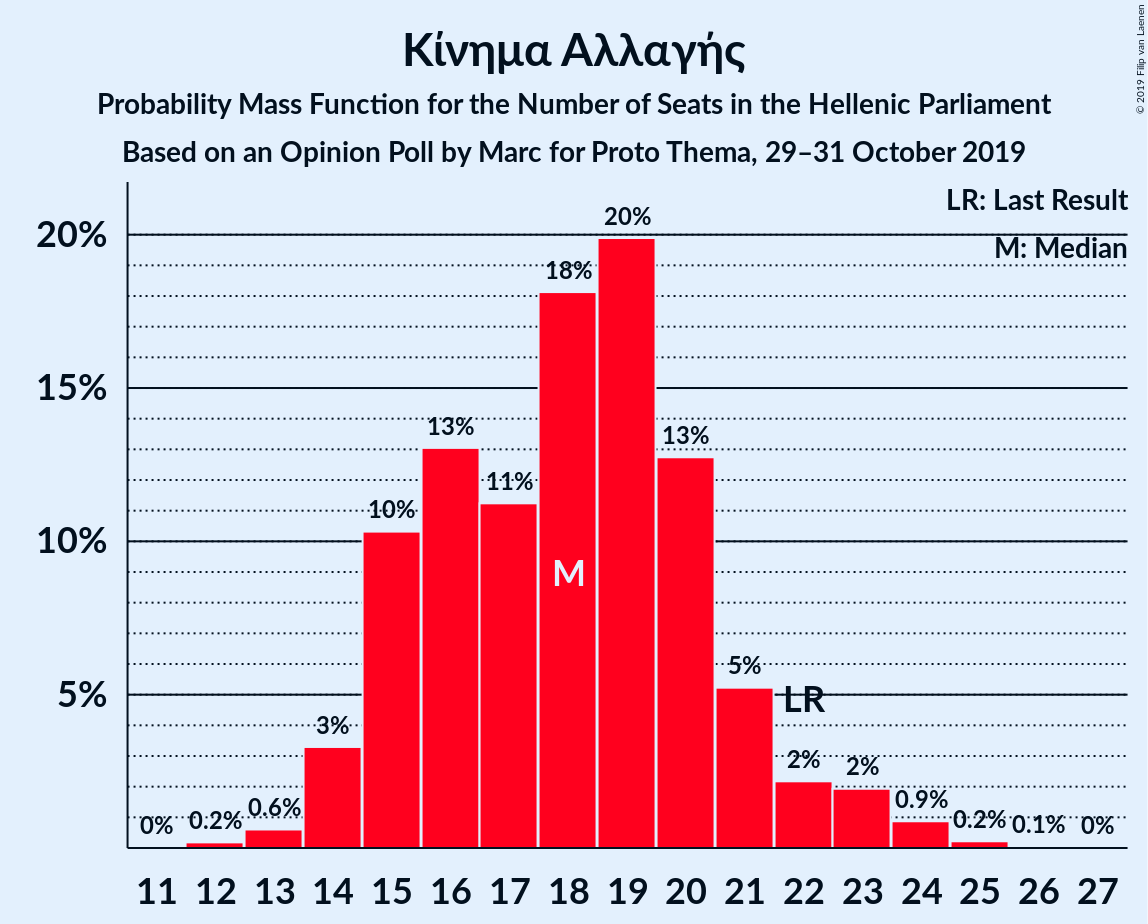 Κίνημα Αλλαγής
Probability Mass Function for the Number of Seats in the Hellenic Parliament
Based on an Opinion Poll by Marc for Proto Thema, 29–31 October 2019
© 2019 Filip van Laenen
LR: Last Result
M: Median
20%
15%
10%
5%
0%
0.2%
0.6%
3%
10%
13%
11%
18%
20%
13%
5%
2%
2%
0.9%
0.2%
0.1%
0%
M
LR
11 12 13 14 15 16 17 18 19 20 21 22 23 24 25 26 27